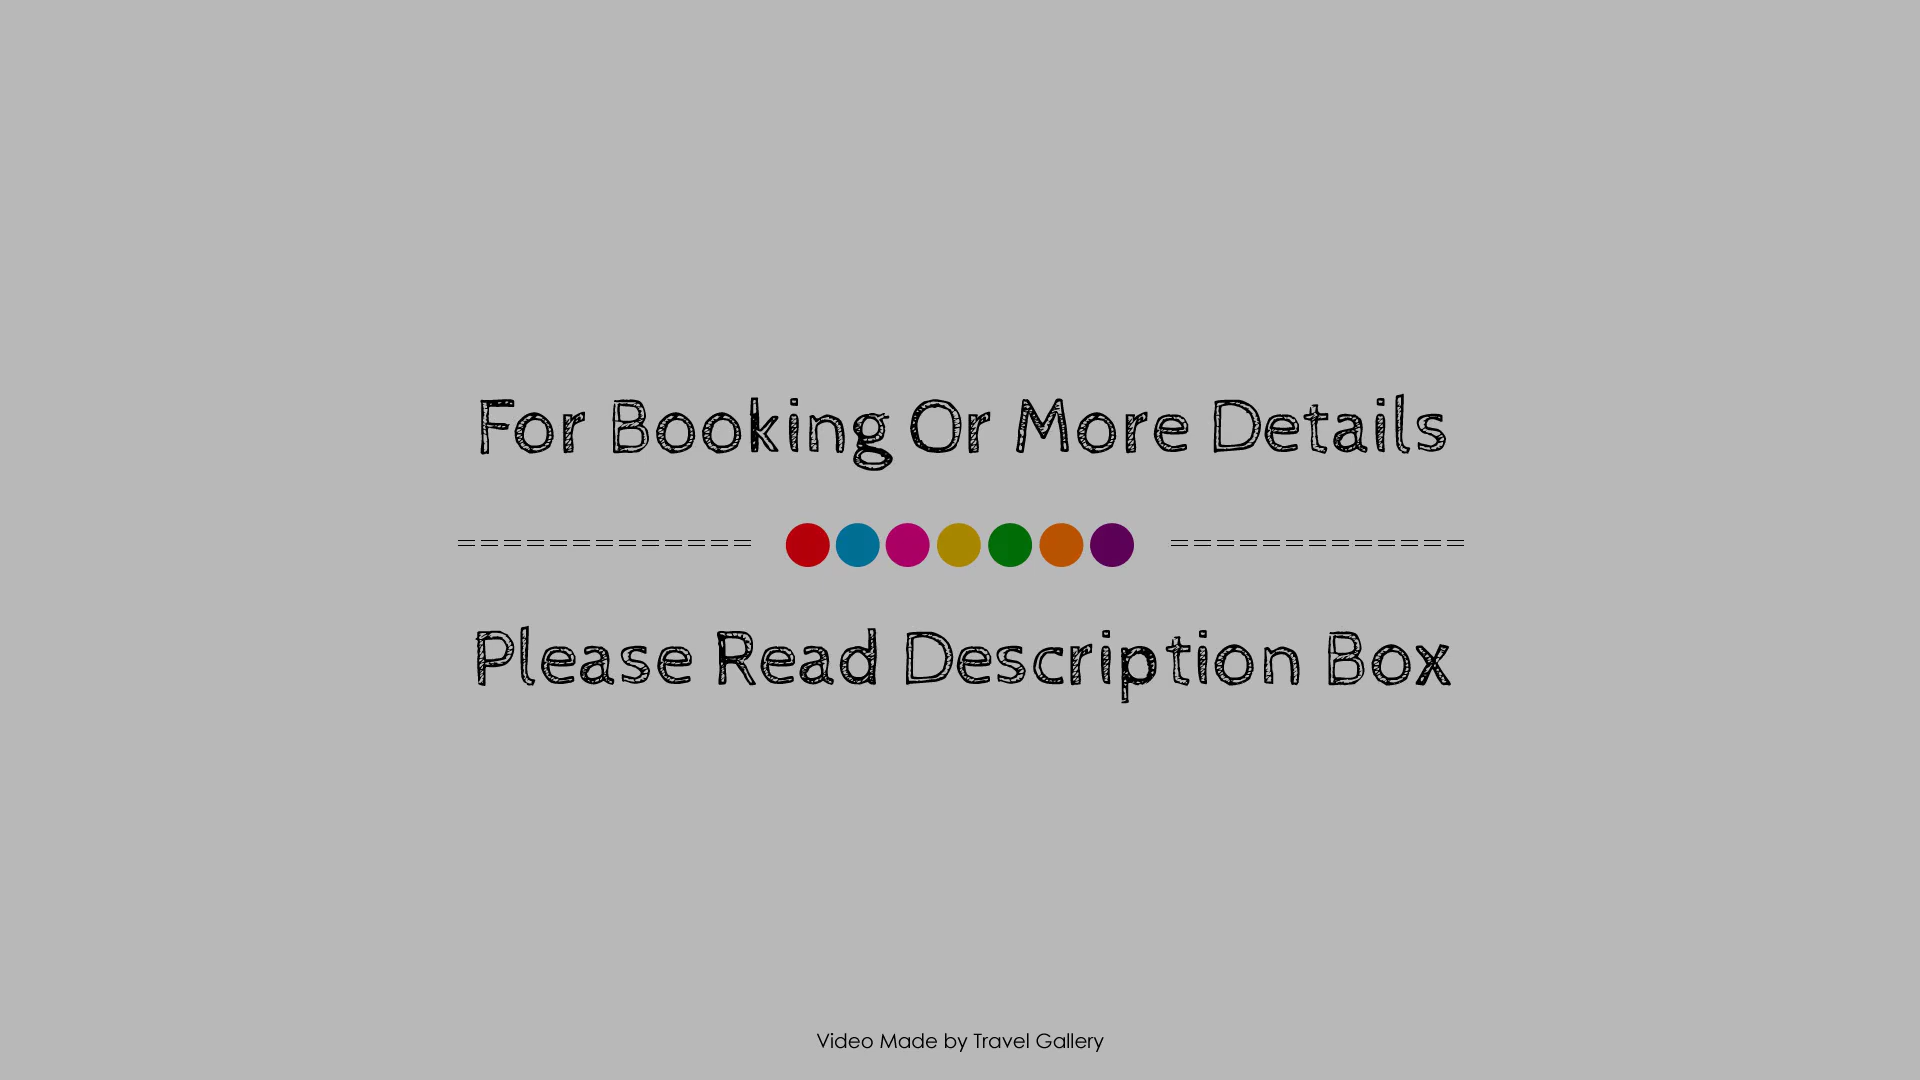 For Booking Or More Details
============= =============
Please Read Description Box
Video Made by Travel Gallery